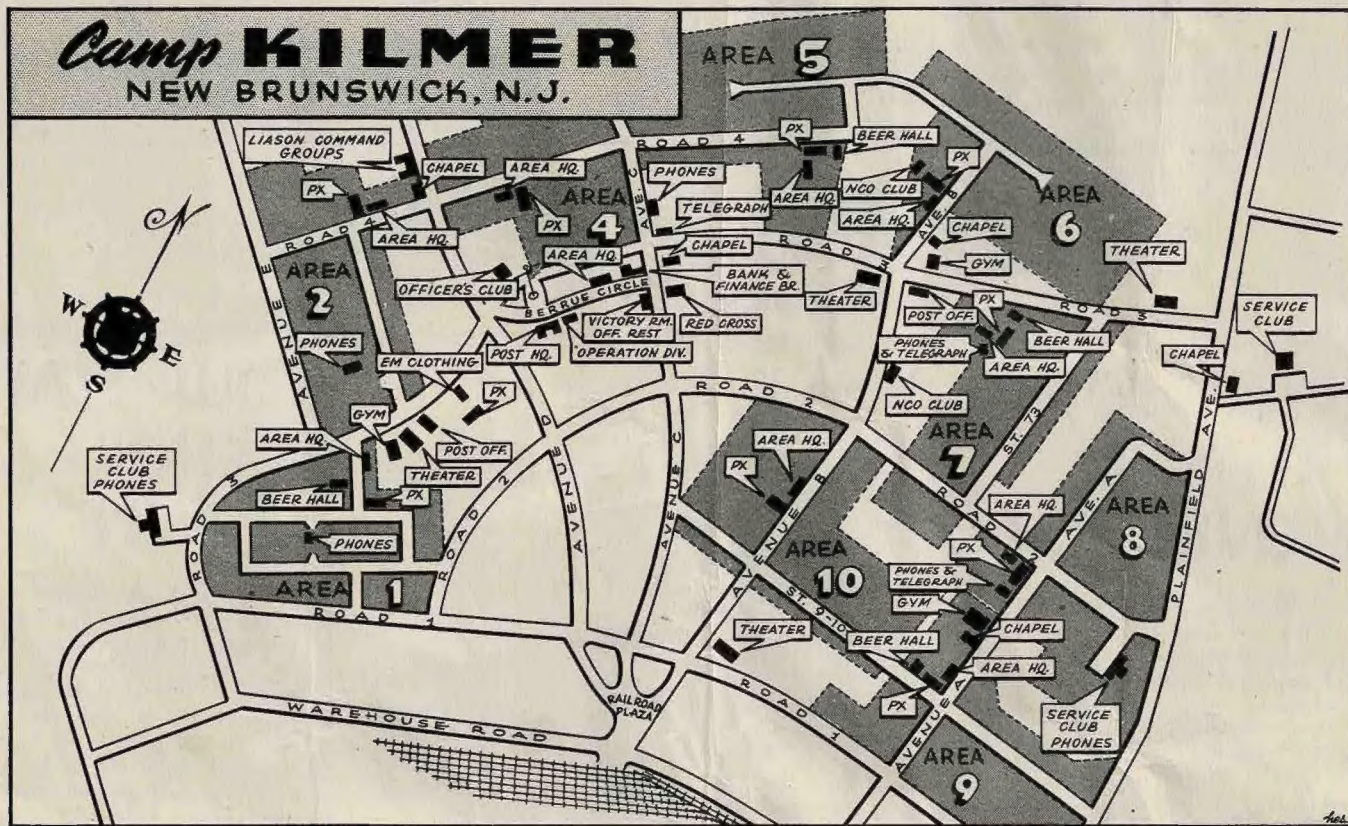 Camp KILMER
NEW BRUNSWICK, N.J.
AREA 5
LIASON COMMAND
GROUPS
CHAPEL
AREA HQ.
PX
ROAD 4
AREA HQ.
PX
AREA 4
AVE. C
ROAD 4
PX
BEER HALL
PHONES
TELEGRAPH
AREA HQ.
NCO CLUB
PX
AREA HQ.
AVE B
AREA 6
CHAPEL
GYM
THEATER
N
W
E
S
AREA 2
AVENUE E
PHONES
OFFICER'S CLUB
AREA HQ.
BERRUE CIRCLE
CHAPEL
BANK &
FINANCE BR.
ROAD 3
THEATER
POST OFF.
PX
ROAD 3
SERVICE
CLUB
CHAPEL
POST HQ.
OPERATION DIV.
VICTORY RM.
OFF. REST
RED CROSS
PHONES
& TELEGRAPH
AREA HQ.
BEER HALL
NCO CLUB
EM CLOTHING
PX
GYM
POST OFF.
THEATER
AREA HQ.
BEER HALL
PX
SERVICE
CLUB
PHONES
ROAD 3
PHONES
AREA 1
ROAD 1
ROAD 2
AVENUE D
AVENUE C
ROAD 2
AREA HQ.
PX
AVENUE B
AREA 10
ST. 9-10
AREA 7
ST. 73
ROAD 2
AVE. A
AREA 8
PLAINFIELD AVE.
AREA HQ.
PX
PHONES &
TELEGRAPH
GYM
CHAPEL
AREA HQ.
BEER HALL
PX
AVENUE A
THEATER
ROAD 1
RAILROAD
PLAZA
WAREHOUSE ROAD
SERVICE
CLUB
PHONES
AREA 9